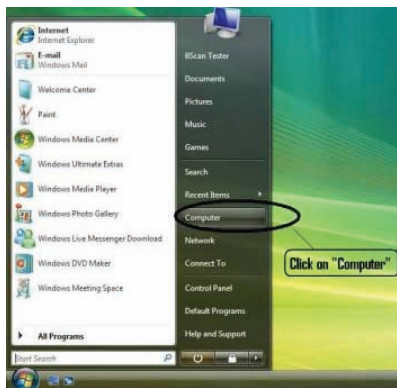 Internet
Internet Explorer
E-mail
Windows Mail
Welcome Center
Paint
Windows Media Center
Windows Ultimate Extras
Windows Media Player
Windows Photo Gallery
Windows Live Messenger Download
Windows DVD Maker
Windows Meeting Space
All Programs
Start Search
BScan Tester
Documents
Pictures
Music
Games
Search
Recent Items
Computer
Network
Connect To
Control Panel
Default Programs
Help and Support
Click on "Computer"